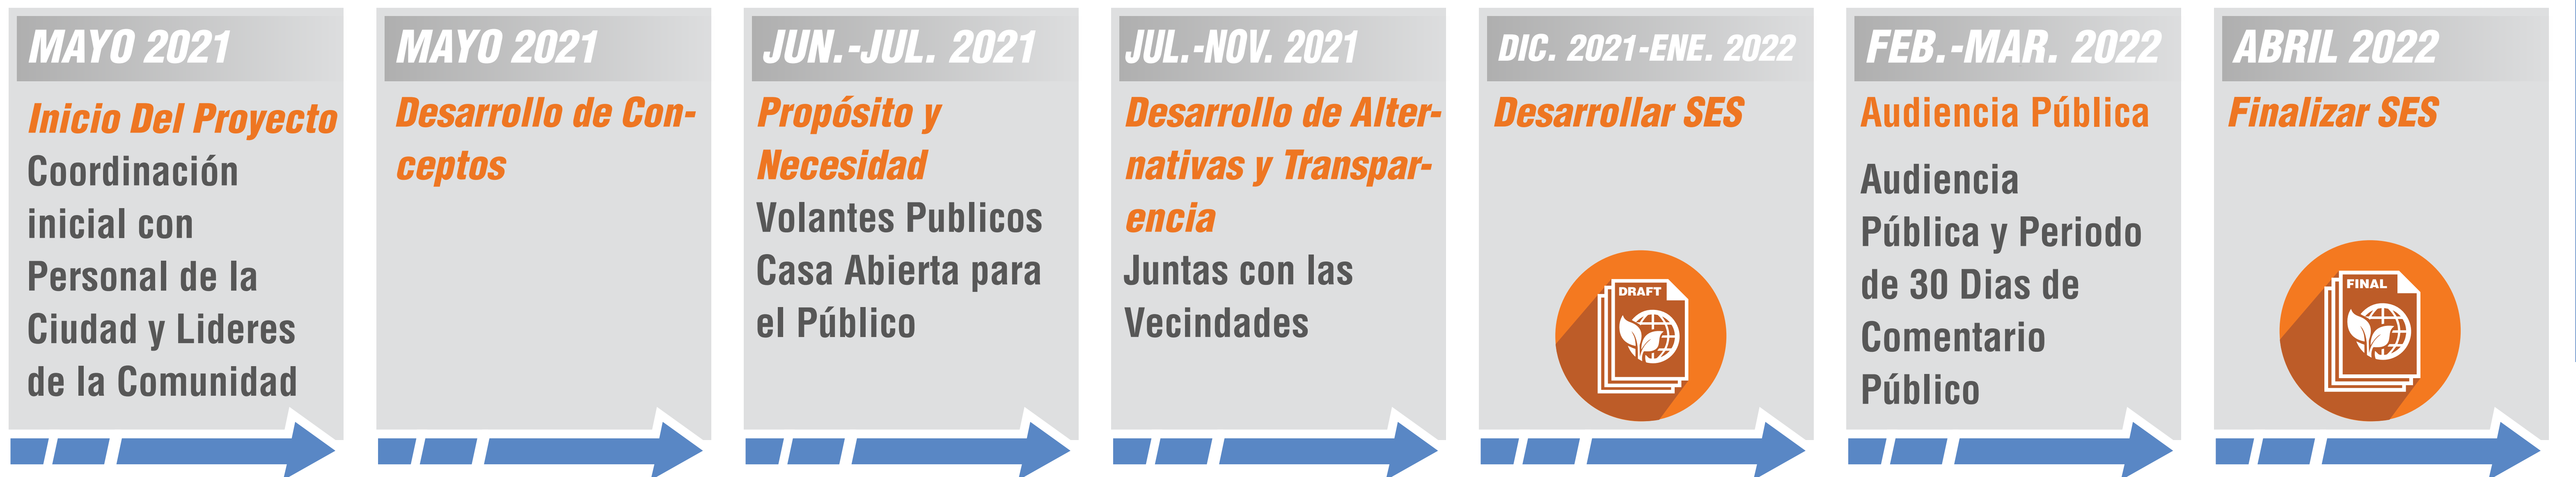 MAYO 2021
Inicio Del Proyecto
Coordinación
inicial con
Personal de la
Ciudad y Lideres
de la Comunidad
MAYO 2021
Desarrollo de Con-
ceptos
JUN.-JUL. 2021
Propósito y
Necesidad
Volantes Publicos
Casa Abierta para
el Público
JUL.-NOV. 2021
Desarrollo de Alter-
nativas y Transpar-
encia
Juntas con las
Vecindades
DIC. 2021-ENE. 2022
Desarrollar SES
DRAFT
FEB.-MAR. 2022
Audiencia Pública
Audiencia
Pública y Periodo
de 30 Dias de
Comentario
Público
ABRIL 2022
Finalizar SES
FINAL